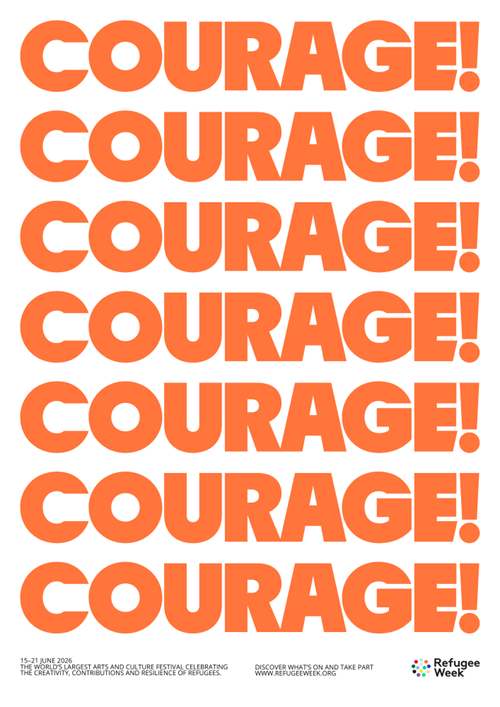 COURAGE!
COURAGE!
COURAGE!
COURAGE!
COURAGE!
COURAGE!
COURAGE!
15–21 JUNE 2026
THE WORLD'S LARGEST ARTS AND CULTURE FESTIVAL CELEBRATING
THE CREATIVITY, CONTRIBUTIONS AND RESILIENCE OF REFUGEES.
DISCOVER WHAT'S ON AND TAKE PART
WWW.REFUGEEWEEK.ORG
Refugee
Week